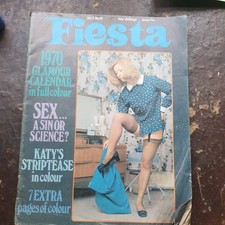 Fiesta
1970
GLAMOUR
CALENDAR
in full colour
SEX...
A SIN OR
SCIENCE?
KATY'S
STRIPTEASE
in colour
7 EXTRA
pages of colour